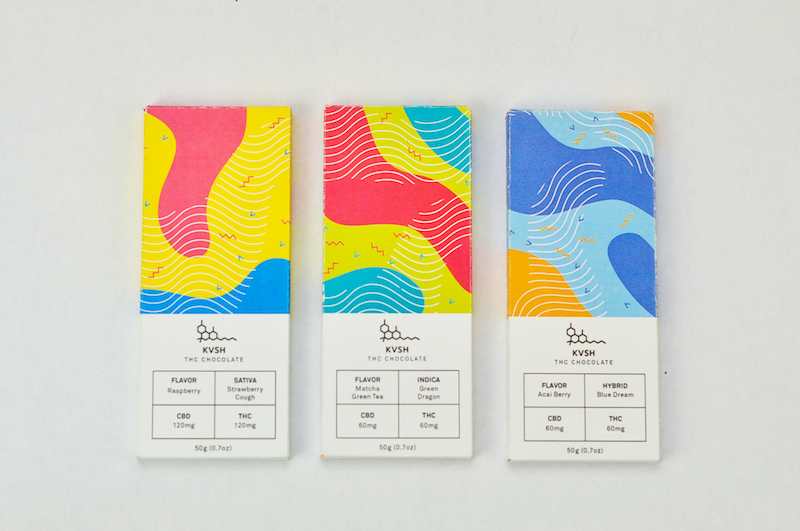 KVSH
THC CHOCOLATE
FLAVOR
Raspberry
SATIVA
Strawberry
Cough
CBD
120mg
THC
120mg
50g (0.7oz)
KVSH
THC CHOCOLATE
FLAVOR
Matcha
Green Tea
INDICA
Green
Dragon
CBD
60mg
THC
60mg
50g (0.7oz)
KVSH
THC CHOCOLATE
FLAVOR
Acai Berry
HYBRID
Blue Dream
CBD
60mg
THC
60mg
50g (0.7oz)